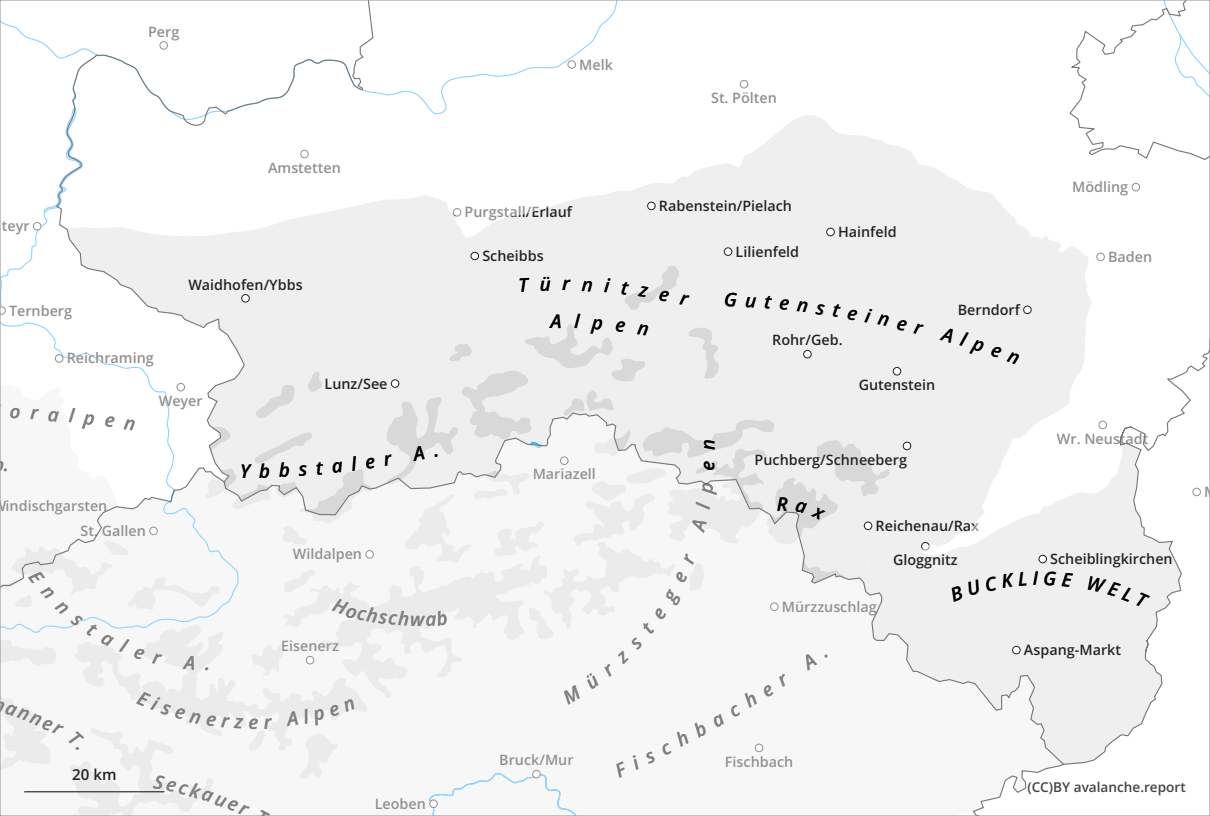 Perg
Melk
St. Pölten
Amstetten
Mödling
Purgstall/Erlauf
Rabenstein/Pielach
teyr
Hainfeld
Scheibbs
Lilienfeld
Baden
Waidhofen/Ybbs
Türnitzer
Alpen
Gutensteiner Alpen
Berndorf
Ternberg
Rohr/Geb.
Reichraming
Lunz/See
Gutenstein
Weyer
oralpen
Wr. Neustadt
Ybbstaler A.
Puchberg/Schneeberg
Mariazell
Windischgarsten
Rax
St. Gallen
Reichenau/Rax
Wildalpen
Gloggnitz
Scheiblingkirchen
BUCKLIGE WELT
Ennstaler A.
Hochschwab
Mürzsteger Alpen
Mürzzuschlag
Eisenerz
Aspang-Markt
Eisenerzer Alpen
Fischbacher A.
anner T.
Fischbach
Bruck/Mur
20 km
Seckauer T
Leoben
(CC)BY avalanche.report